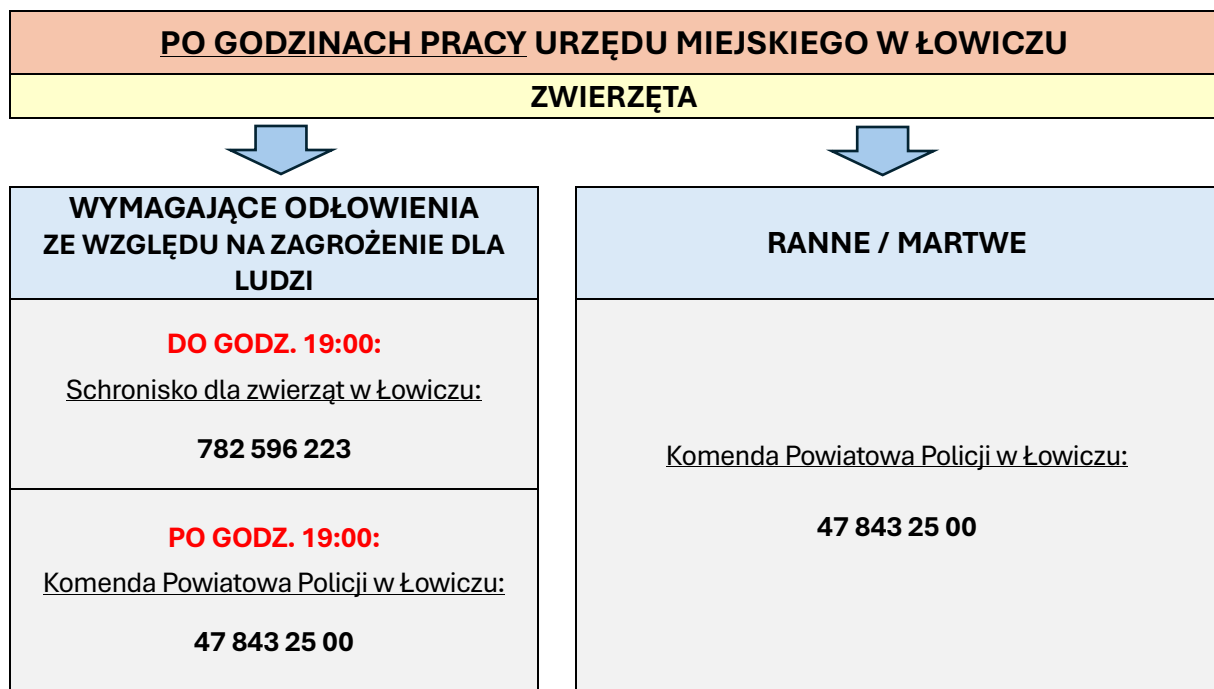 PO GODZINACH PRACY URZĘDU MIEJSKIEGO W ŁOWICZU
ZWIERZĘTA
WYMAGAJĄCE ODŁOWIENIA
ZE WZGLĘDU NA ZAGROŻENIE DLA
LUDZI
DO GODZ. 19:00:
Schronisko dla zwierząt w Łowiczu:
782 596 223
PO GODZ. 19:00:
Komenda Powiatowa Policji w Łowiczu:
47 843 25 00
RANNE / MARTWE
Komenda Powiatowa Policji w Łowiczu:
47 843 25 00